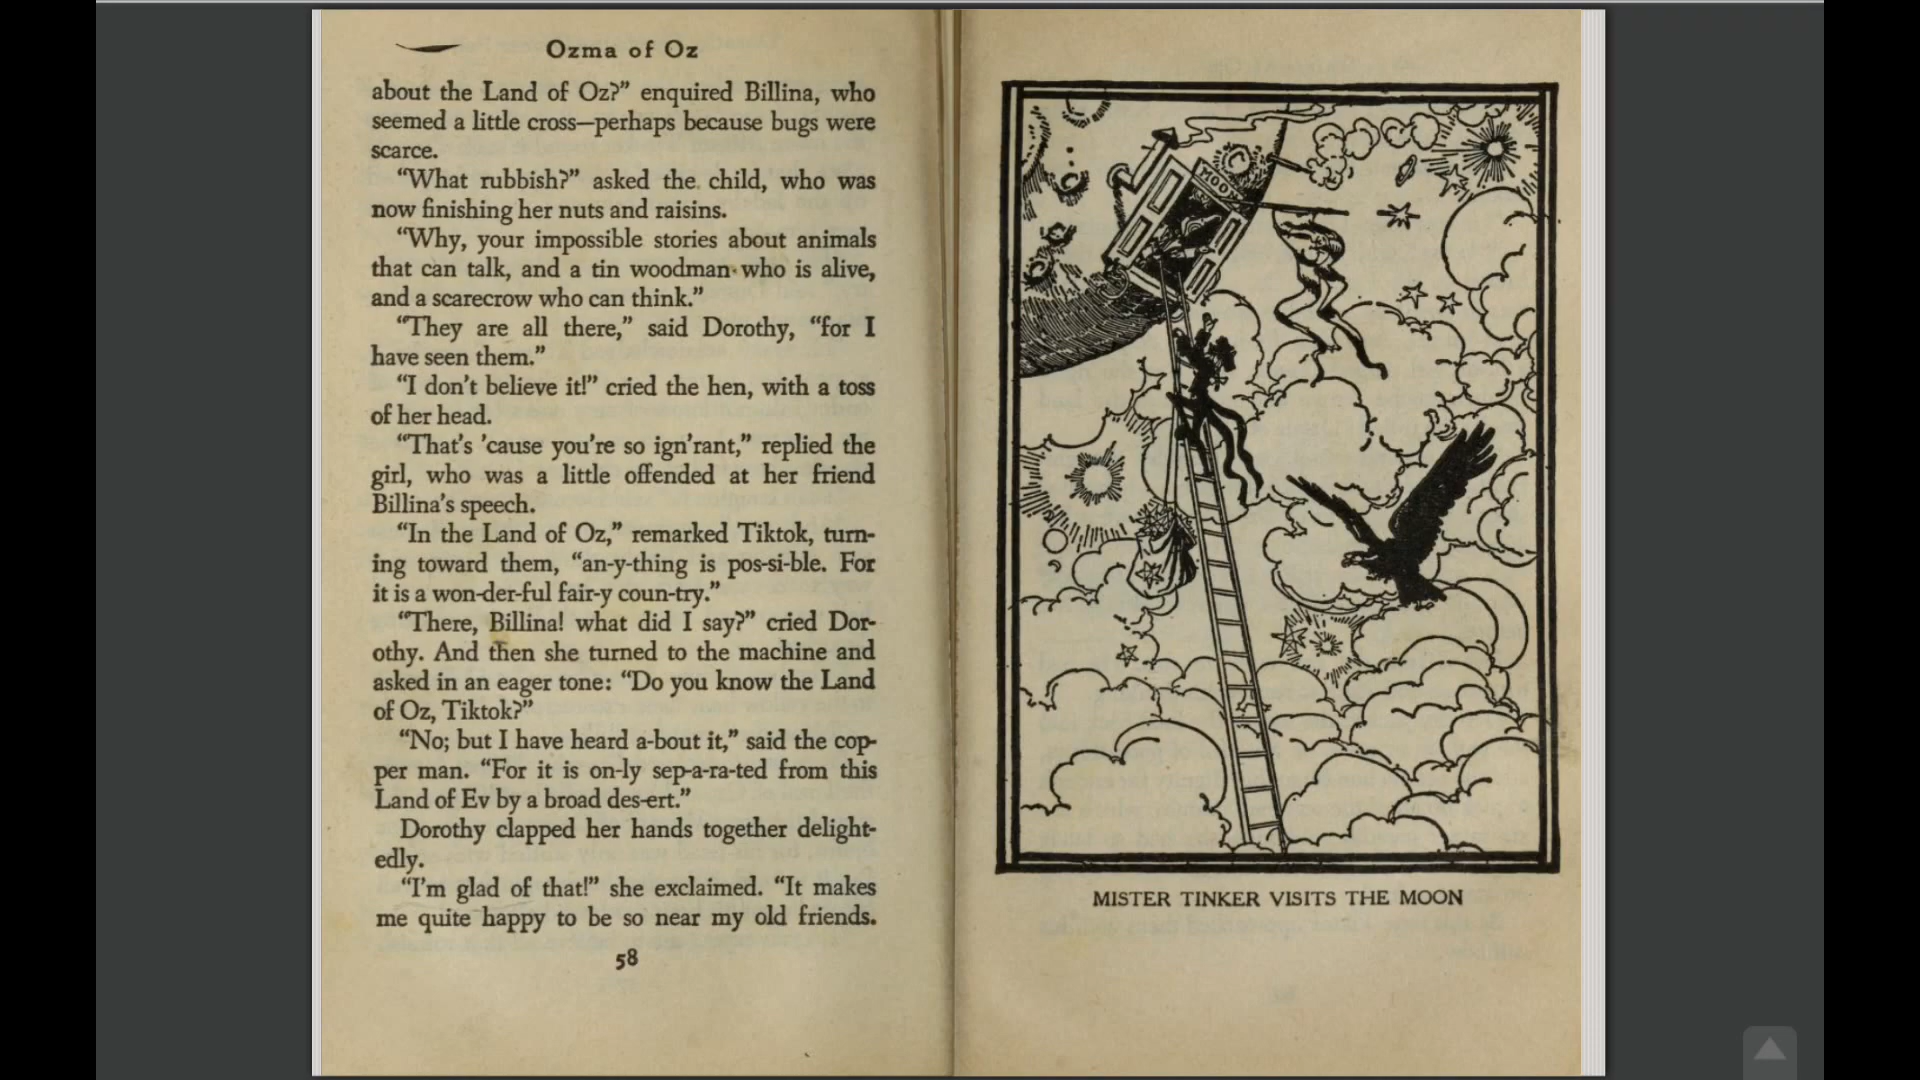 Ozma of Oz
about the Land of Oz?” enquired Billina, who
seemed a little cross—perhaps because bugs were
scarce.
“What rubbish?” asked the child, who was
now finishing her nuts and raisins.
“Why, your impossible stories about animals
that can talk, and a tin woodman who is alive,
and a scarecrow who can think.”
“They are all there,” said Dorothy, “for I
have seen them.”
“I don't believe it!” cried the hen, with a toss
of her head.
“That's 'cause you're so ign'rant,” replied the
girl, who was a little offended at her friend
Billina's speech.
“In the Land of Oz,” remarked Tiktok, turn-
ing toward them, “an-y-thing is pos-si-ble. For
it is a won-der-ful fair-y coun-try.”
“There, Billina! what did I say?” cried Dor-
othy. And then she turned to the machine and
asked in an eager tone: “Do you know the Land
of Oz, Tiktok?”
“No; but I have heard a-bout it,” said the cop-
per man. “For it is on-ly sep-a-ra-ted from this
Land of Ev by a broad des-ert.”
Dorothy clapped her hands together delight-
edly.
“I'm glad of that!” she exclaimed. “It makes
me quite happy to be so near my old friends.
58
MOON
MISTER TINKER VISITS THE MOON